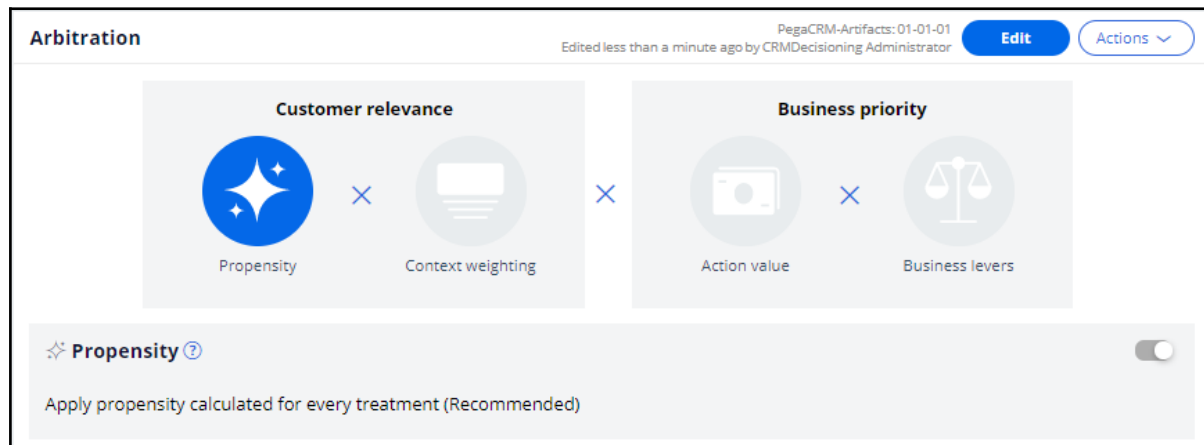 Arbitration
PegaCRM-Artifacts: 01-01-01
Edited less than a minute ago by CRMDecisioning Administrator
Edit
Actions
Customer relevance
Business priority
Propensity
Context weighting
Action value
Business levers
Propensity ?
Apply propensity calculated for every treatment (Recommended)